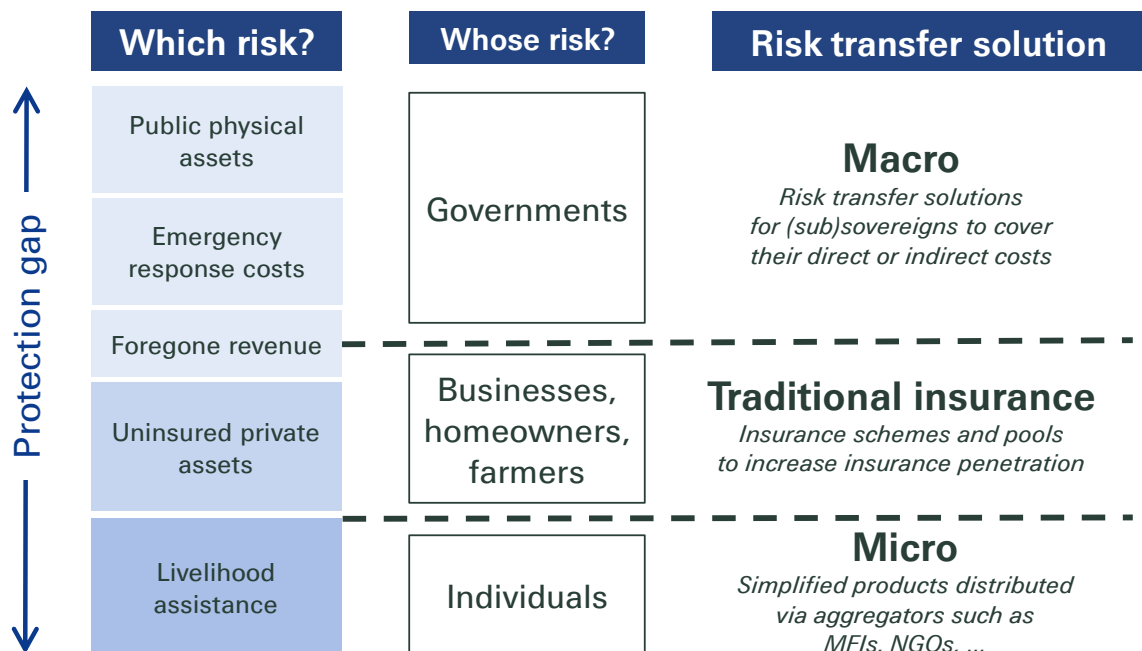 Which risk?
Whose risk?
Risk transfer solution
Protection gap
Public physical
assets
Emergency
response costs
Foregone revenue
Uninsured private
assets
Livelihood
assistance
Governments
Businesses,
homeowners,
farmers
Individuals
Macro
Risk transfer solutions
for (sub)sovereigns to cover
their direct or indirect costs
Traditional insurance
Insurance schemes and pools
to increase insurance penetration
Micro
Simplified products distributed
via aggregators such as
MFIs, NGOs, ...